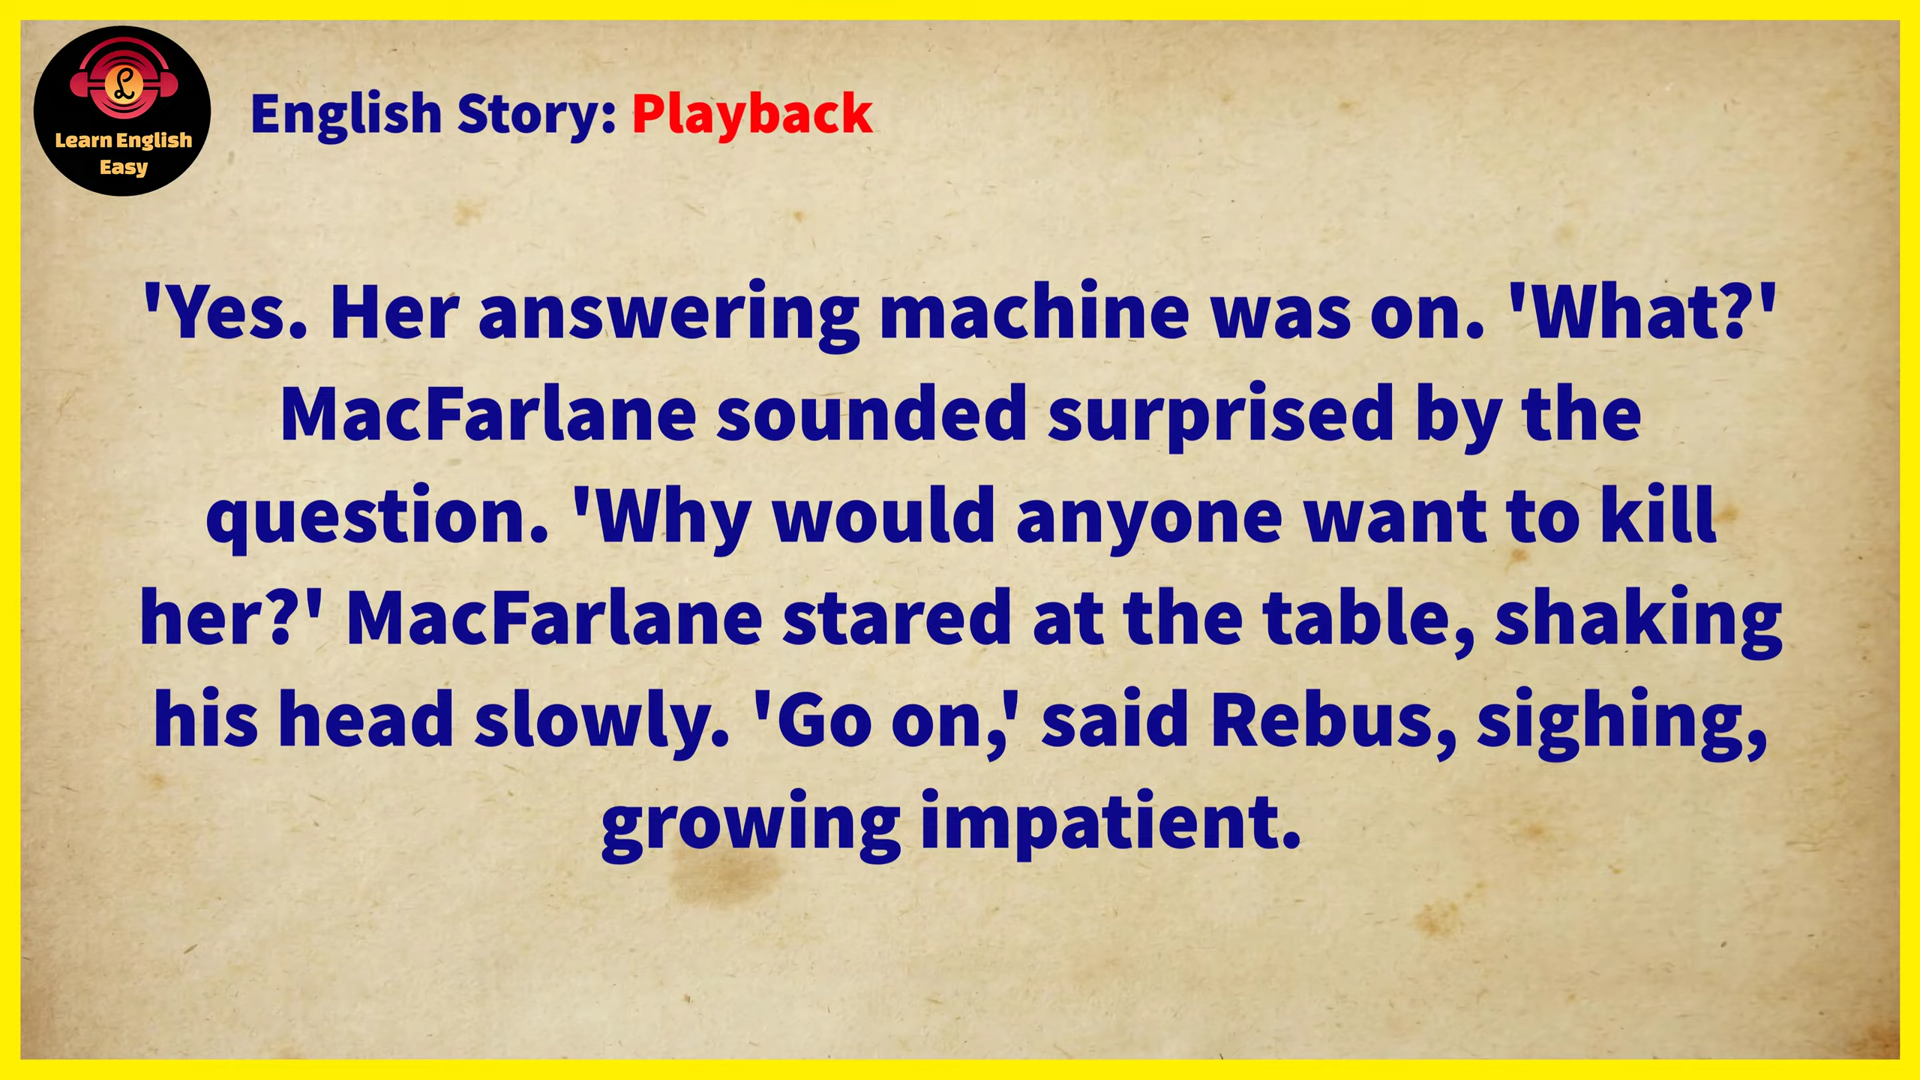 Learn English
Easy
English Story: Playback
'Yes. Her answering machine was on. 'What?'
MacFarlane sounded surprised by the
question. 'Why would anyone want to kill
her?' MacFarlane stared at the table, shaking
his head slowly. 'Go on,' said Rebus, sighing,
growing impatient.